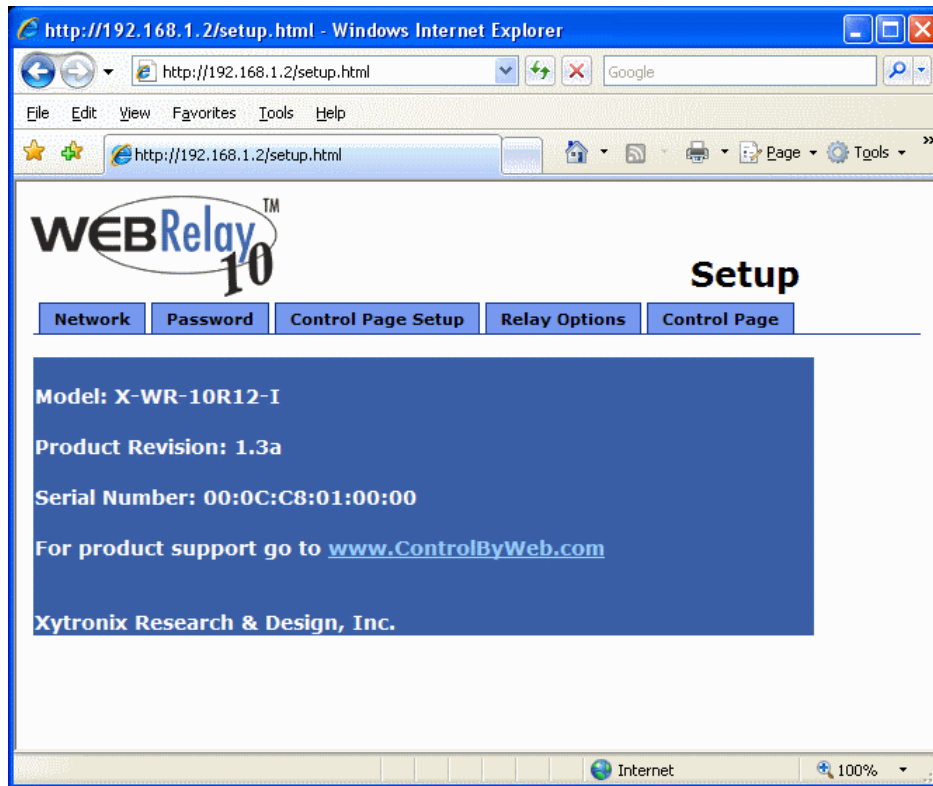 http://192.168.1.2/setup.html - Windows Internet Explorer
http://192.168.1.2/setup.html
Google
File Edit View Favorites Tools Help
http://192.168.1.2/setup.html
Page Tools »
WEBRelay 10 TM
Setup
Network Password Control Page Setup Relay Options Control Page
Model: X-WR-10R12-I
Product Revision: 1.3a
Serial Number: 00:0C:C8:01:00:00
For product support go to www.ControlByWeb.com
Xytronix Research & Design, Inc.
Internet 100%